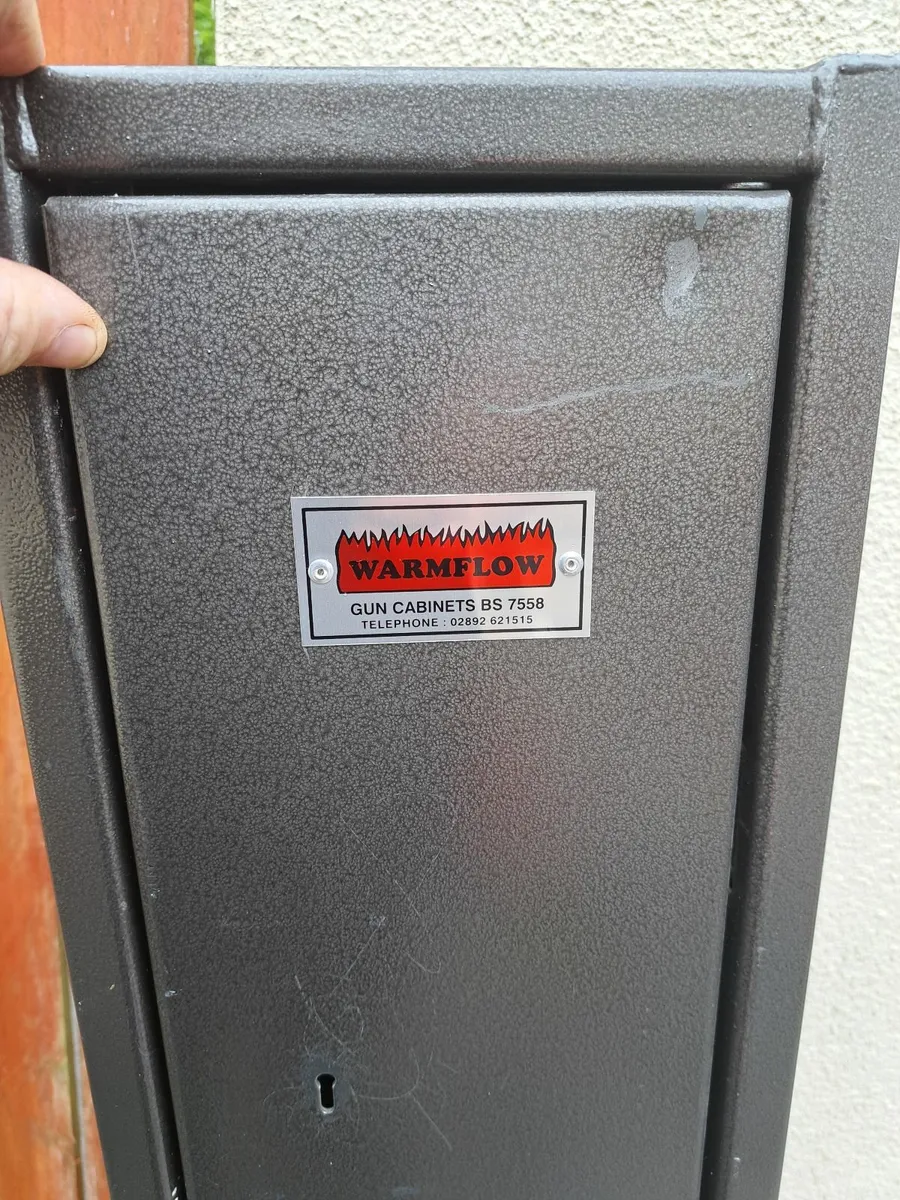 WARMFLOW
GUN CABINETS BS 7558
TELEPHONE : 02892 621515